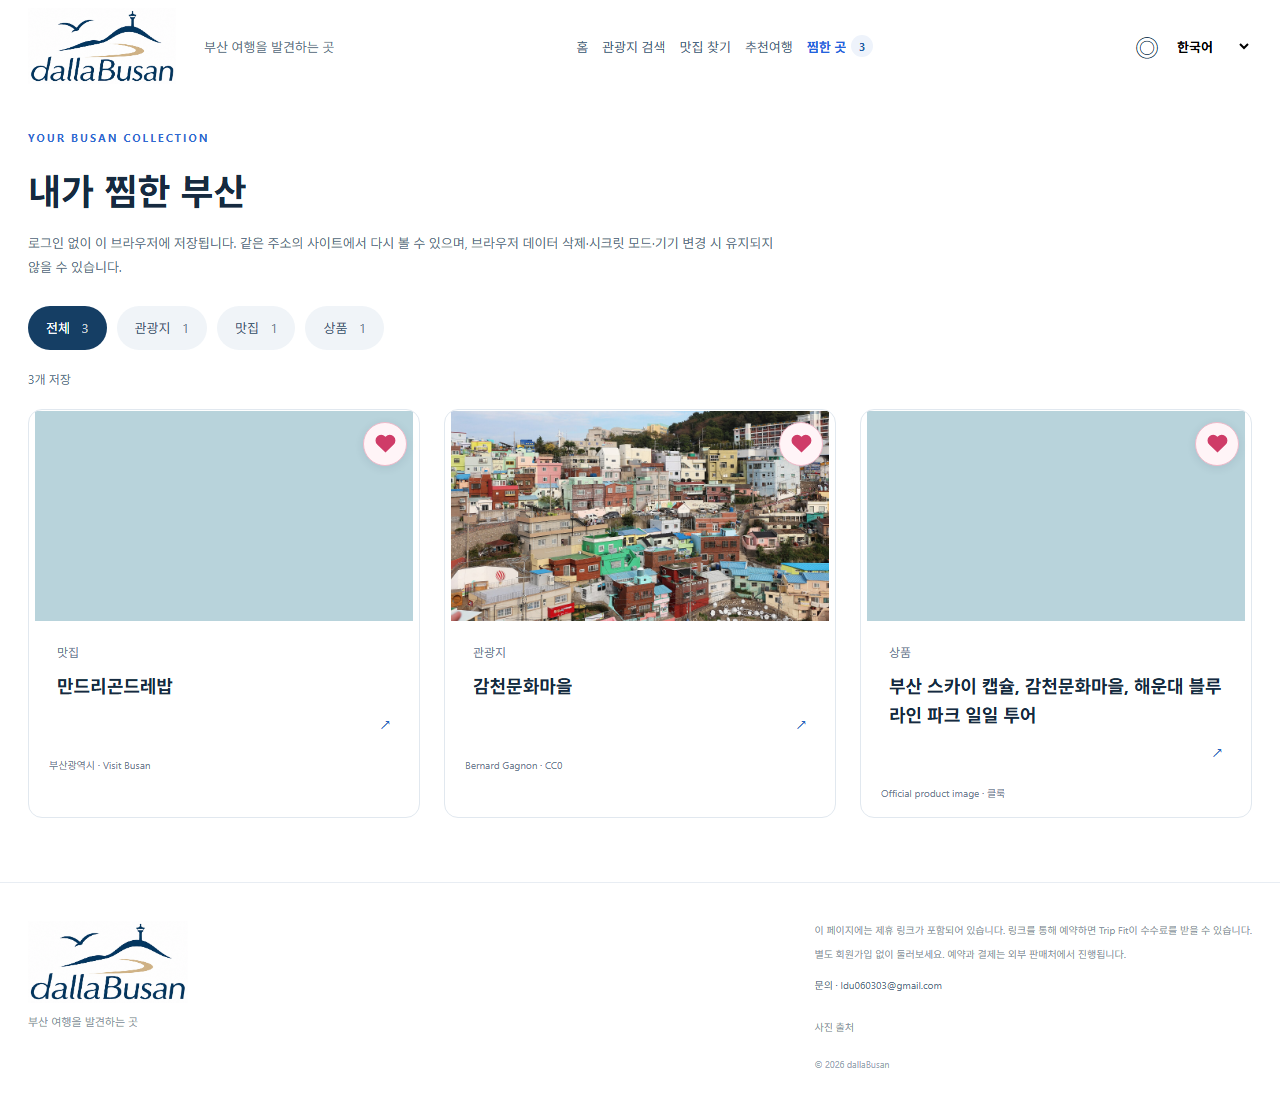 dallaBusan
부산 여행을 발견하는 곳
홈 관광지 검색 맛집 찾기 추천여행 찜한 곳 3
한국어
YOUR BUSAN COLLECTION
내가 찜한 부산
로그인 없이 이 브라우저에 저장됩니다. 같은 주소의 사이트에서 다시 볼 수 있으며, 브라우저 데이터 삭제·시크릿 모드·기기 변경 시 유지되지
않을 수 있습니다.
전체 3 관광지 1 맛집 1 상품 1
3개 저장
맛집
만드리곤드레밥
↗
부산광역시 · Visit Busan
관광지
감천문화마을
↗
Bernard Gagnon · CC0
상품
부산 스카이 캡슐, 감천문화마을, 해운대 블루
라인 파크 일일 투어
↗
Official product image · 클룩
dallaBusan
부산 여행을 발견하는 곳
이 페이지에는 제휴 링크가 포함되어 있습니다. 링크를 통해 예약하면 Trip Fit이 수수료를 받을 수 있습니다.
별도 회원가입 없이 둘러보세요. 예약과 결제는 외부 판매처에서 진행됩니다.
문의 · ldu060303@gmail.com
사진 출처
© 2026 dallaBusan